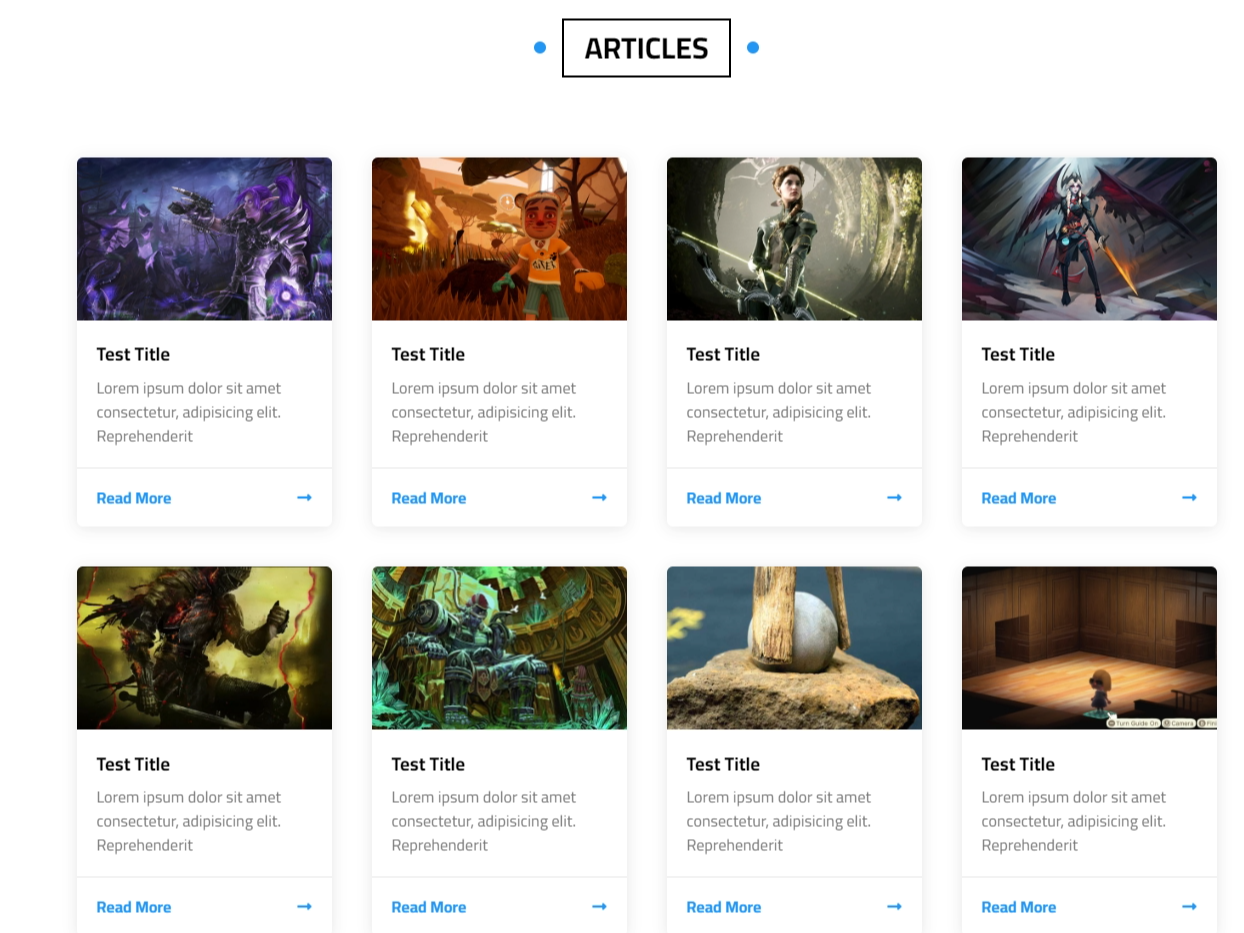 ARTICLES
Test Title
Lorem ipsum dolor sit amet
consectetur, adipisicing elit.
Reprehenderit
Read More
Test Title
Lorem ipsum dolor sit amet
consectetur, adipisicing elit.
Reprehenderit
Read More
Test Title
Lorem ipsum dolor sit amet
consectetur, adipisicing elit.
Reprehenderit
Read More
Test Title
Lorem ipsum dolor sit amet
consectetur, adipisicing elit.
Reprehenderit
Read More
Test Title
Lorem ipsum dolor sit amet
consectetur, adipisicing elit.
Reprehenderit
Read More
Test Title
Lorem ipsum dolor sit amet
consectetur, adipisicing elit.
Reprehenderit
Read More
Test Title
Lorem ipsum dolor sit amet
consectetur, adipisicing elit.
Reprehenderit
Read More
Turn Guide On Camera
Test Title
Lorem ipsum dolor sit amet
consectetur, adipisicing elit.
Reprehenderit
Read More